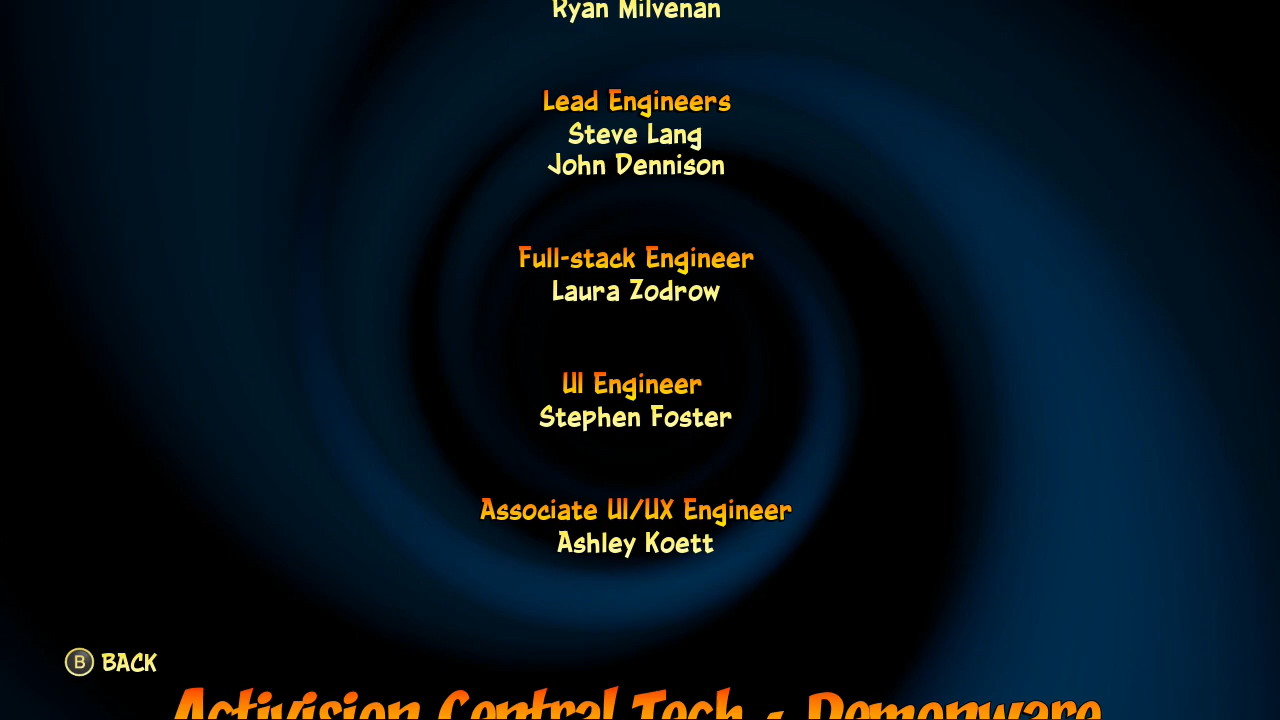 Ryan Milvenan
Lead Engineers
Steve Lang
John Dennison
Full-stack Engineer
Laura Zodrow
UI Engineer
Stephen Foster
Associate UI/UX Engineer
Ashley Koett
B BACK
Activision Central Tech - Demonware